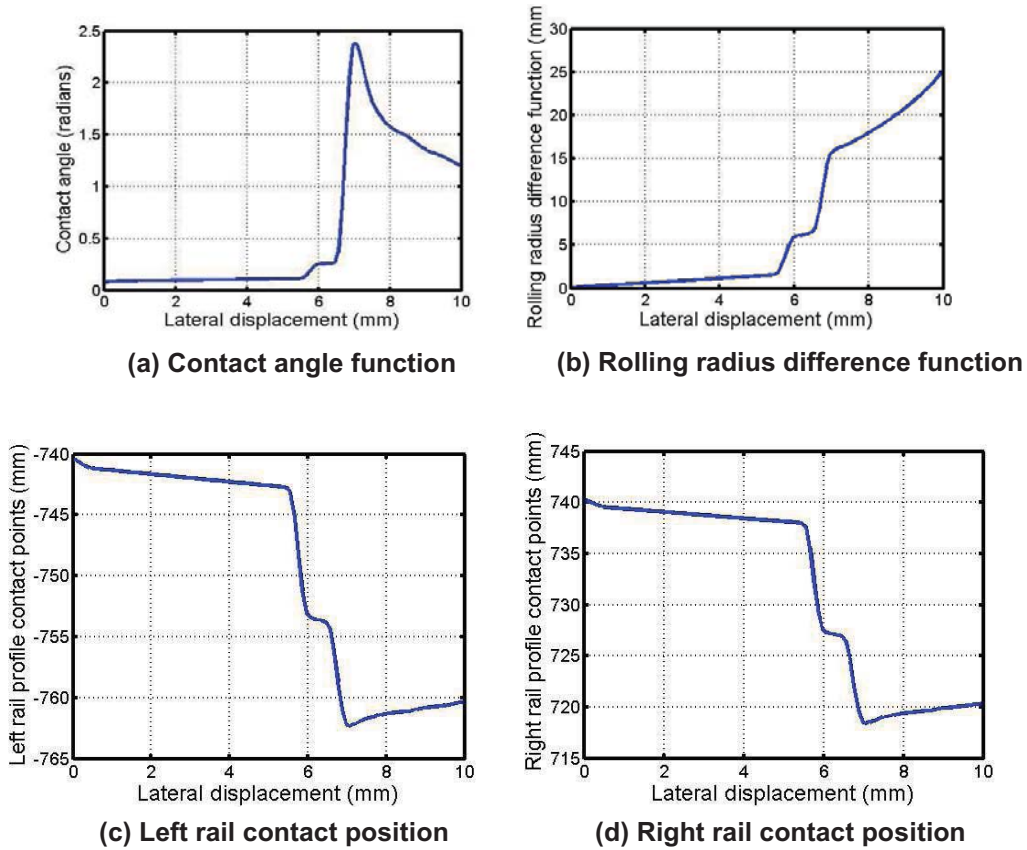 2.5
2
1.5
1
0.5
0
Contact angle (radians)
0 2 4 6 8 10
Lateral displacement (mm)
(a) Contact angle function
30
25
20
15
10
5
0
Rolling radius difference function (mm
0 2 4 6 8 10
Lateral displacement (mm)
(b) Rolling radius difference function
-740
-745
-750
-755
-760
-765
Left rail profile contact points (mm)
0 2 4 6 8 10
Lateral displacement (mm)
(c) Left rail contact position
745
740
735
730
725
720
715
Right rail profile contact points (mm)
0 2 4 6 8 10
Lateral displacement (mm)
(d) Right rail contact position